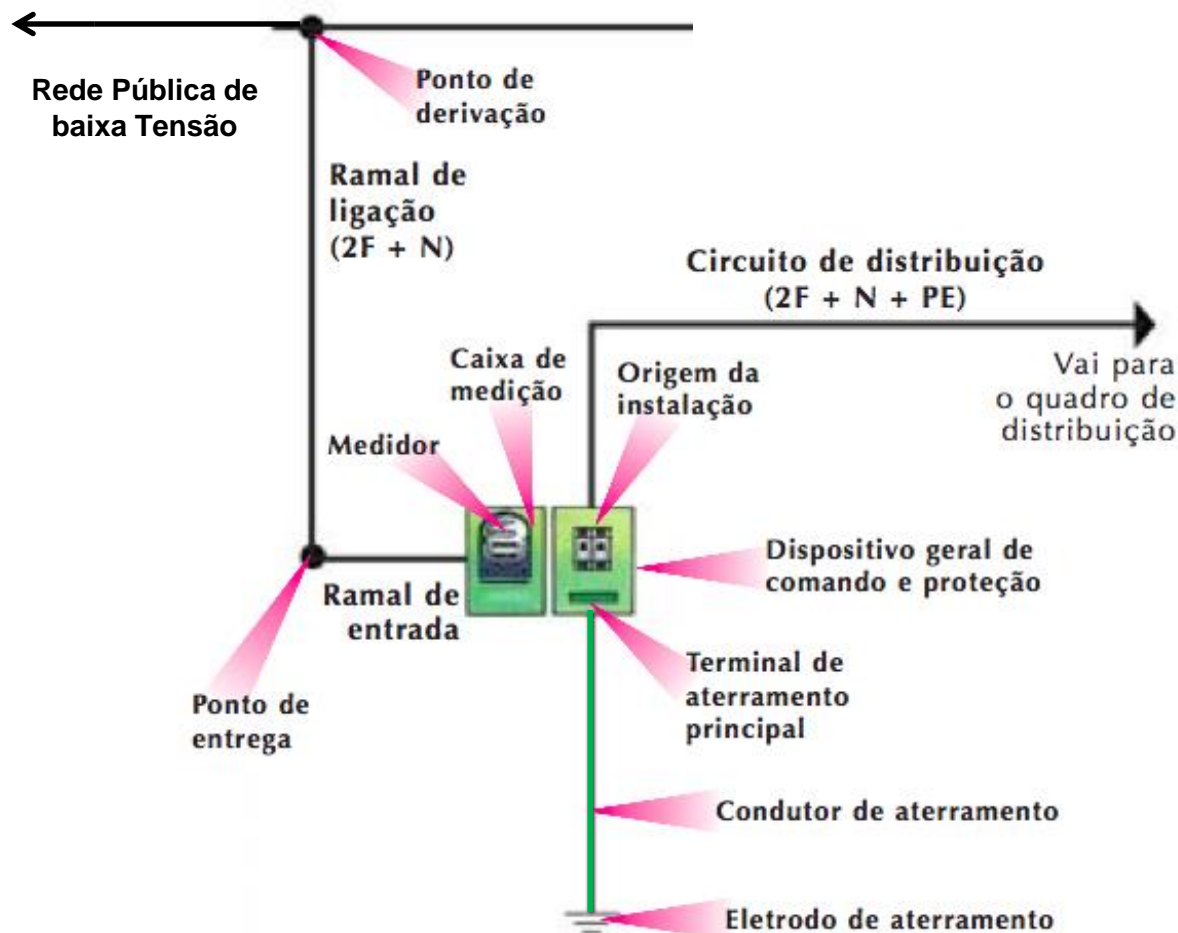 Rede Pública de
baixa Tensão
Ponto de
derivação
Ramal de
ligação
(2F + N)
Circuito de distribuição
(2F + N + PE)
Vai para
o quadro de
distribuição
Caixa de
medição
Origem da
instalação
Medidor
Dispositivo geral de
comando e proteção
Ramal de
entrada
Ponto de
entrega
Terminal de
aterramento
principal
Condutor de aterramento
Eletrodo de aterramento